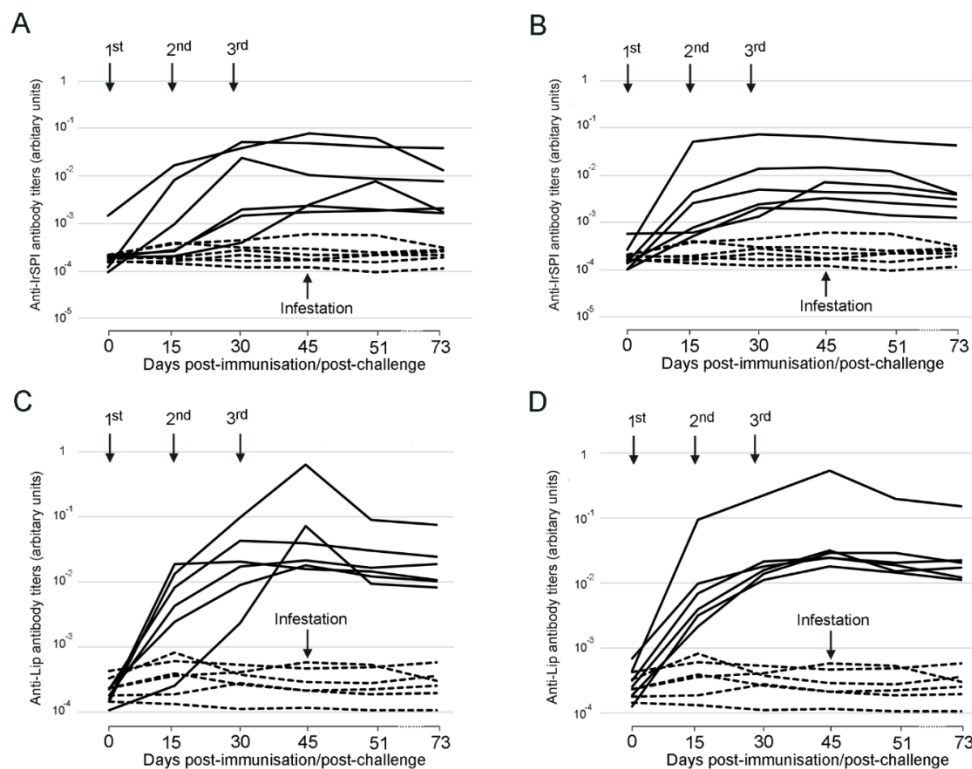 A
1st 2nd 3rd
Anti-IrSPI antibody titers (arbitary units)
1
10-1
10-2
10-3
10-4
10-5
Infestation
0 15 30 45 51 73
Days post-immunisation/post-challenge
B
1st 2nd 3rd
Anti-IrSPI antibody titers (arbitary units)
1
10-1
10-2
10-3
10-4
10-5
Infestation
0 15 30 45 51 73
Days post-immunisation/post-challenge
C
1st 2nd 3rd
Anti-Lip antibody titers (arbitary units)
1
10-1
10-2
10-3
10-4
Infestation
0 15 30 45 51 73
Days post-immunisation/post-challenge
D
1st 2nd 3rd
Anti-Lip antibody titers (arbitary units)
1
10-1
10-2
10-3
10-4
Infestation
0 15 30 45 51 73
Days post-immunisation/post-challenge